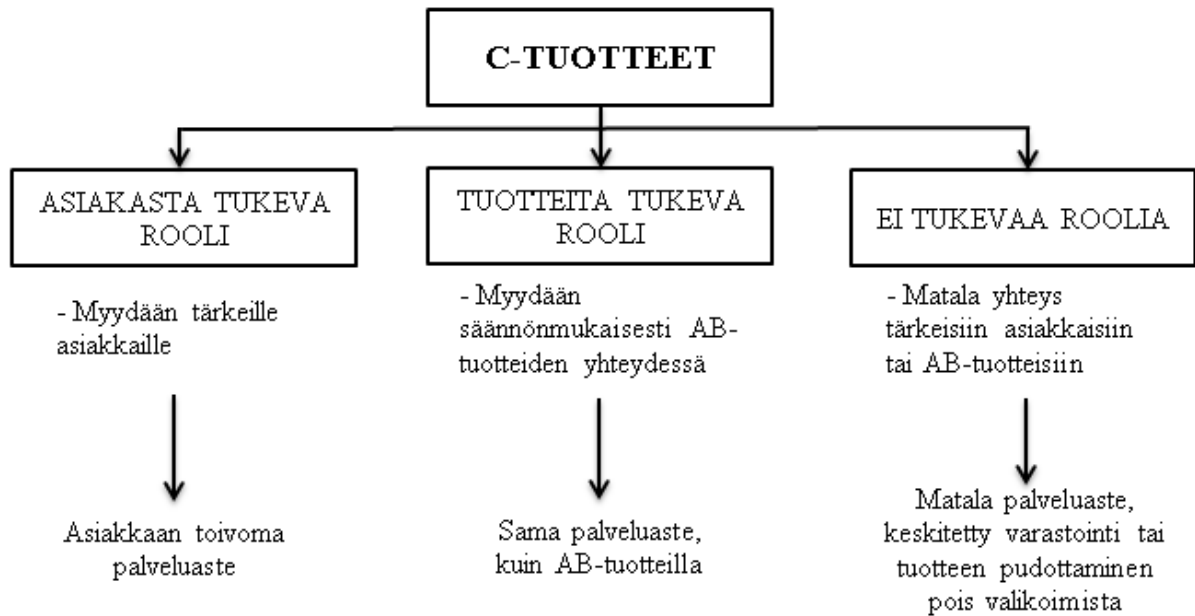 C-TUOTTEET
ASIAKASTA TUKEVA
ROOLI
- Myydään tärkeille
asiakkaille
Asiakkaan toivoma
palveluaste
TUOTTEITA TUKEVA
ROOLI
- Myydään
säännönmukaisesti AB-
tuotteiden yhteydessä
Sama palveluaste,
kuin AB-tuotteilla
EI TUKEVAA ROOLIA
- Matala yhteys
tärkeisiin asiakkaisiin
tai AB-tuotteisiin
Matala palveluaste,
keskitetty varastointi tai
tuotteen pudottaminen
pois valikoimista